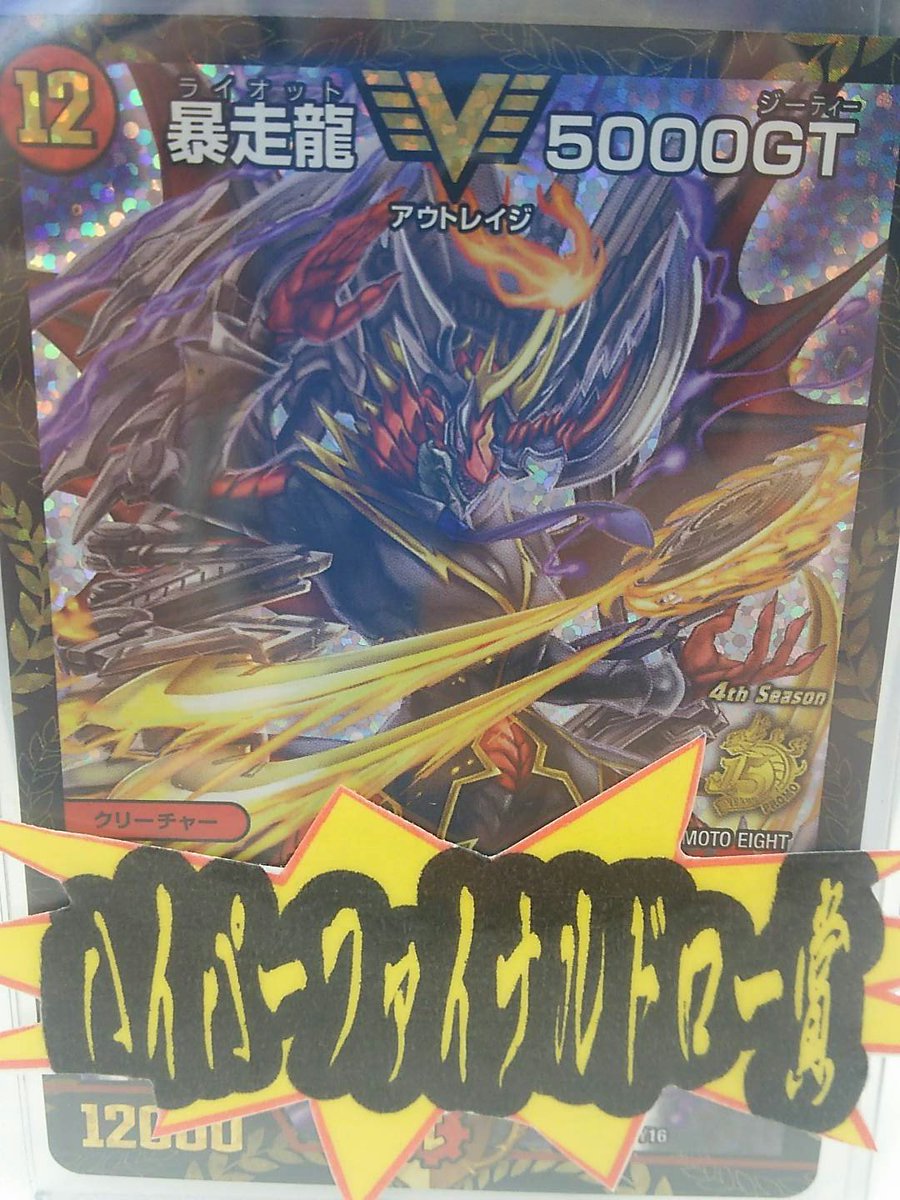 12
ライオット
暴走龍
V
ジーティー
5000GT
アウトレイジ
4th Season
15
PROMO
クリーチャー
MOTO EIGHT
ハイパーファイナルドロー賞
12000